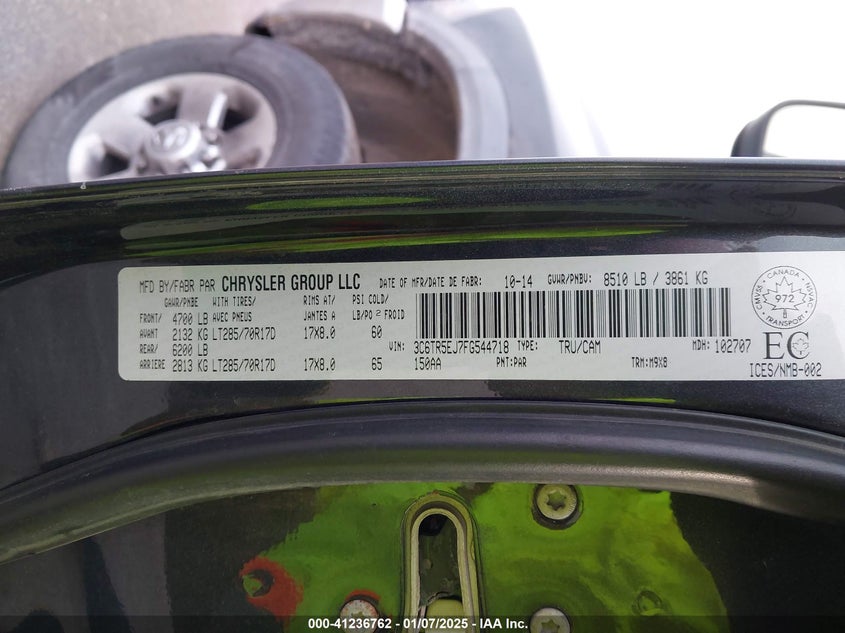 MFD BY/FABR PAR CHRYSLER GROUP LLC DATE OF MFR/DATE DE FABR: 10-14 GVWR/PNBV: 8510 LB / 3861 KG
GAWR/PNBE WITH TIRES/ RIMS AT/ PSI COLD/
FRONT/ 4700 LB AVEC PNEUS JANTES A LB/PO 2 FROID
AVANT 2132 KG LT285/70R17D 17X8.0 60
REAR/ 6200 LB VIN: 3C6TR5EJ7FG544718 TYPE: TRU/CAM MDH: 102707
ARRIERE 2813 KG LT285/70R17D 17X8.0 65 150AA PNT:PAR TRM:M9X8
CANADA
CMVSS NVSAC
972
TRANSPORT
EC
ICES/NMB-002
000-41236762 - 01/07/2025 - IAA Inc.